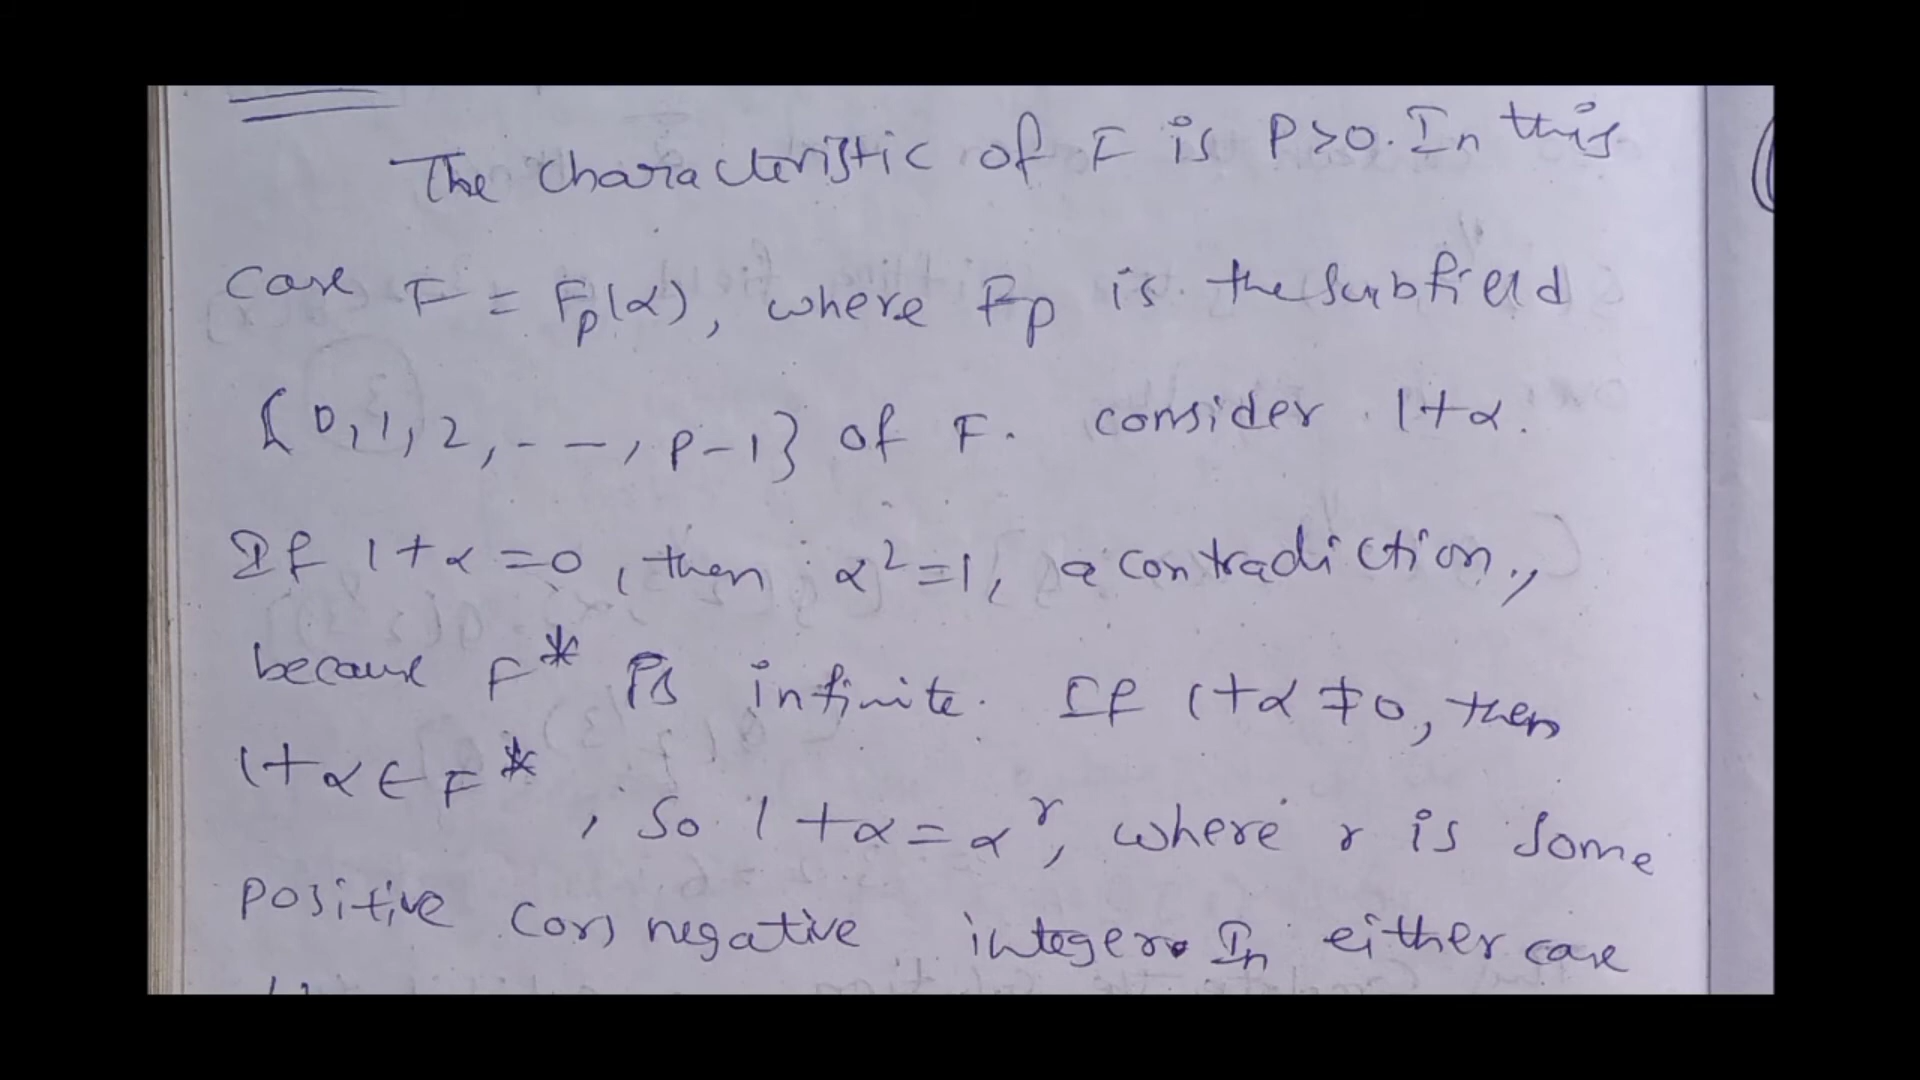 The characteristic of F is P>0. In this
case F = Fp(α), where Fp is the subfield
{0,1,2,- -, p-1} of F. consider 1+α.
If 1+α=0, then α²=1, a contradiction,
because F* is infinite. If 1+α≠0, then
1+α∈F*, So 1+α=α^r, where r is some
positive (or) negative integer. In either case